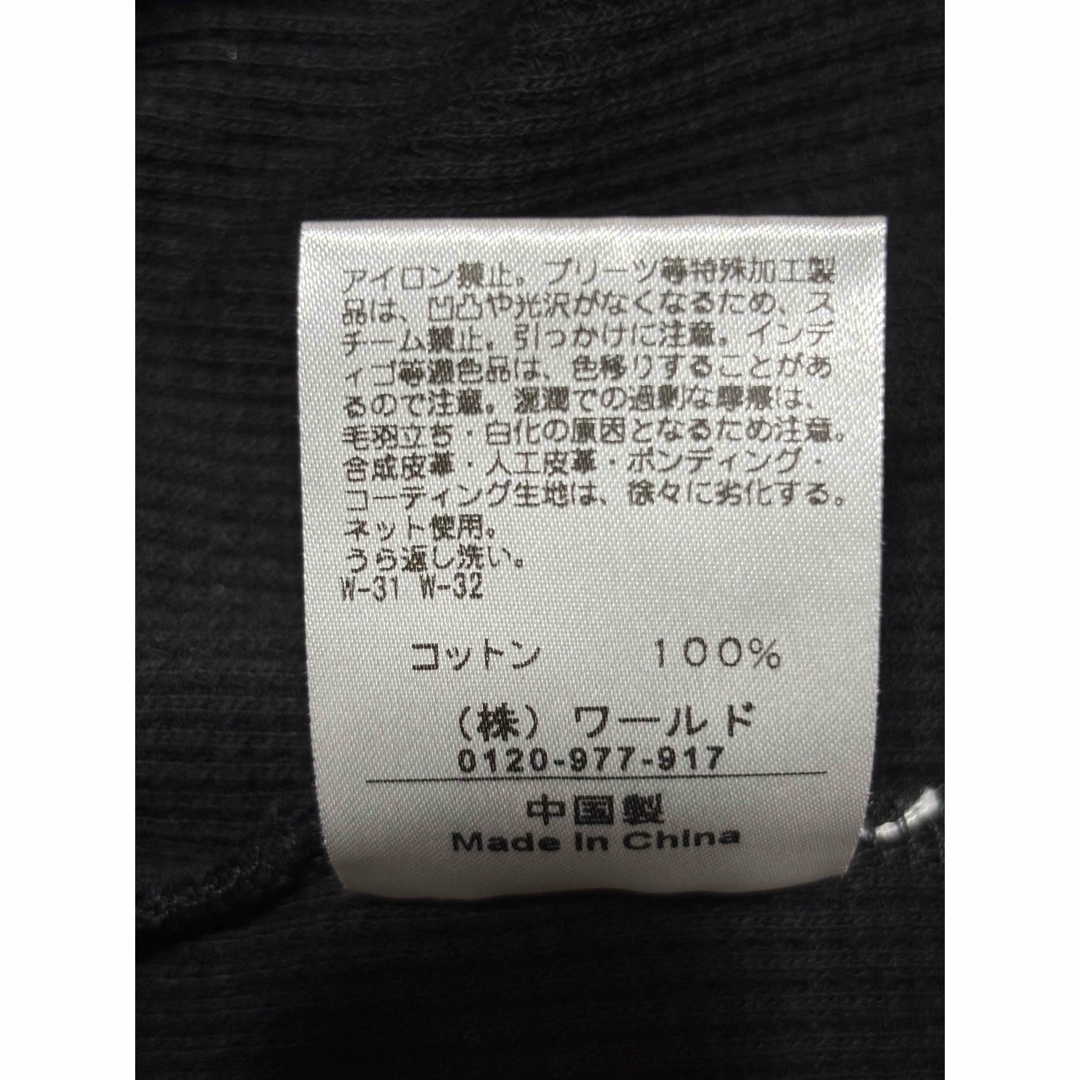 アイロン禁止。プリーツ等特殊加工製
品は、凹凸や光沢がなくなるため、ス
チーム禁止。引っかけに注意。インデ
ィゴ等濃色品は、色移りすることがあ
るので注意。湿潤での過剰な摩擦は、
毛羽立ち・白化の原因となるため注意。
合成皮革・人工皮革・ボンディング・
コーティング生地は、徐々に劣化する。
ネット使用。
うら返し洗い。
W-31 W-32
コットン 100%
(株) ワールド
0120-977-917
中国製
Made in China